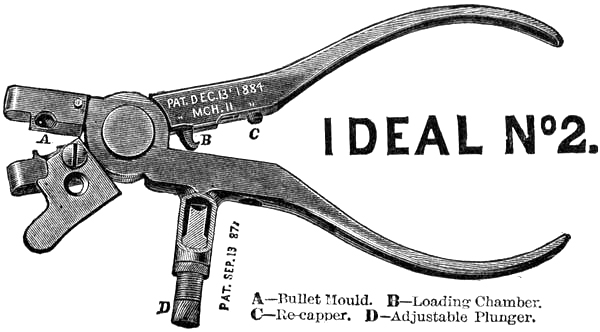 PAT. DEC. 13' 1884
" MCH. 11 "
A
B
C
IDEAL Nº2.
PAT. SEP. 13 87.
D
A—Bullet Mould. B—Loading Chamber.
C—Re-capper. D—Adjustable Plunger.